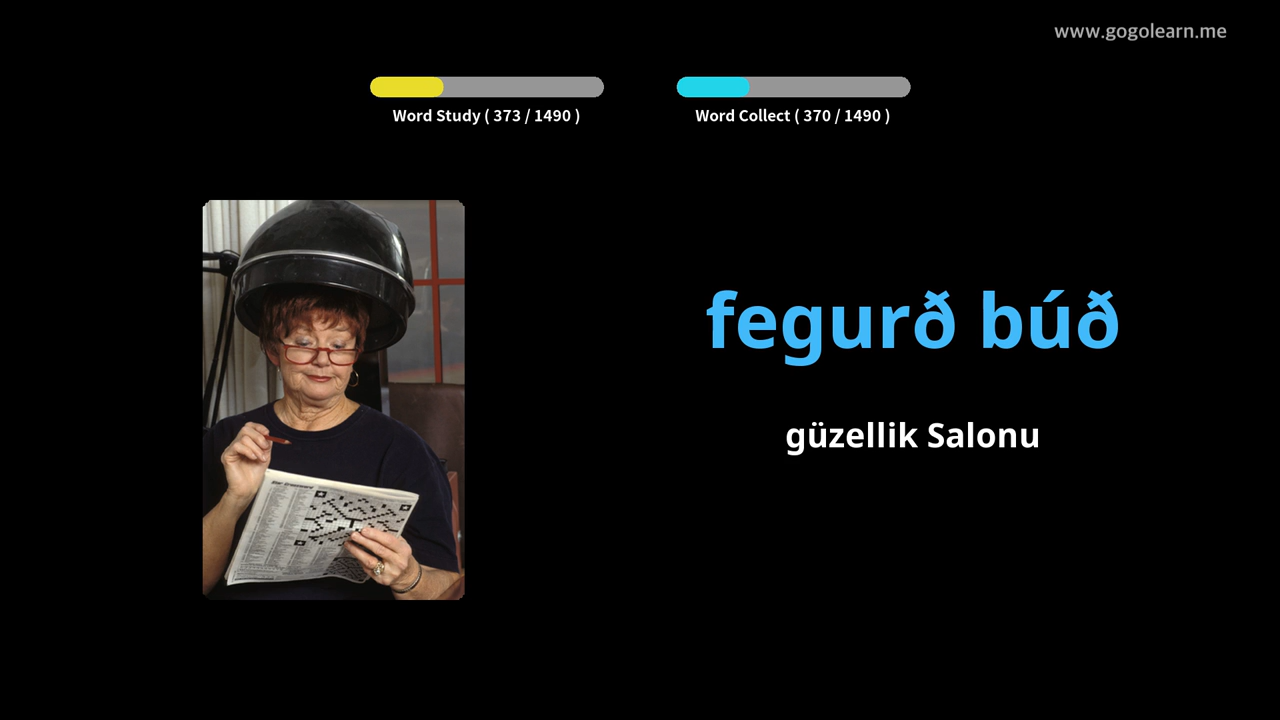 www.gogolearn.me
Word Study ( 373 / 1490 )
Word Collect ( 370 / 1490 )
fegurð búð
güzellik Salonu